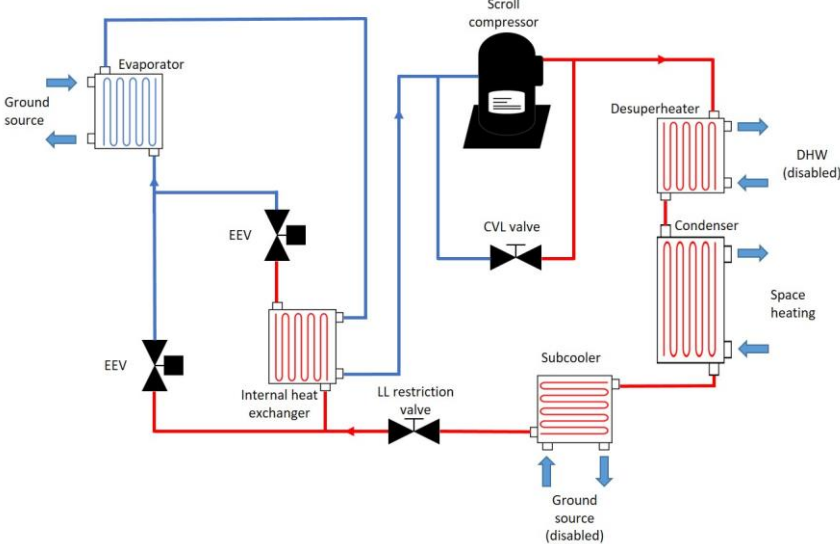 Scroll
compressor
Evaporator
Ground
source
Desuperheater
DHW
(disabled)
EEV
CVL valve
Condenser
Space
heating
EEV
Internal heat
exchanger
LL restriction
valve
Subcooler
Ground
source
(disabled)